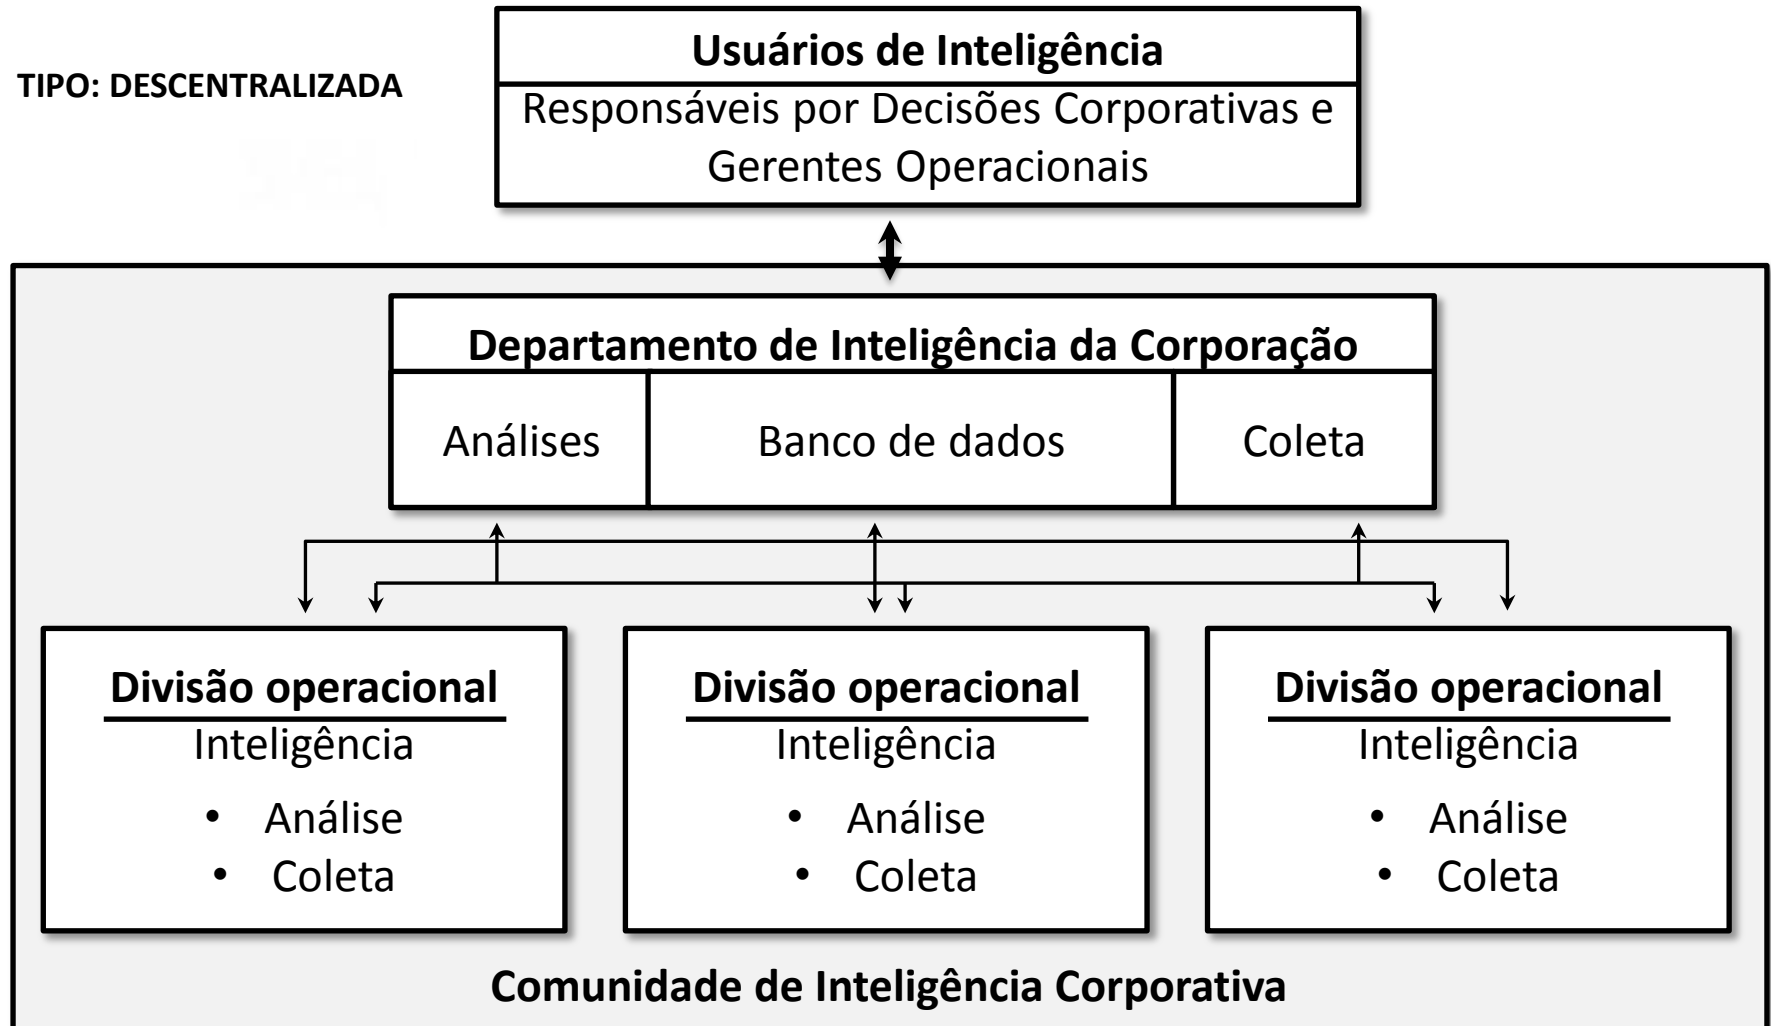 TIPO: DESCENTRALIZADA
Usuários de Inteligência
Responsáveis por Decisões Corporativas e
Gerentes Operacionais
Departamento de Inteligência da Corporação
Análises
Banco de dados
Coleta
Divisão operacional
Inteligência
• Análise
• Coleta
Divisão operacional
Inteligência
• Análise
• Coleta
Divisão operacional
Inteligência
• Análise
• Coleta
Comunidade de Inteligência Corporativa